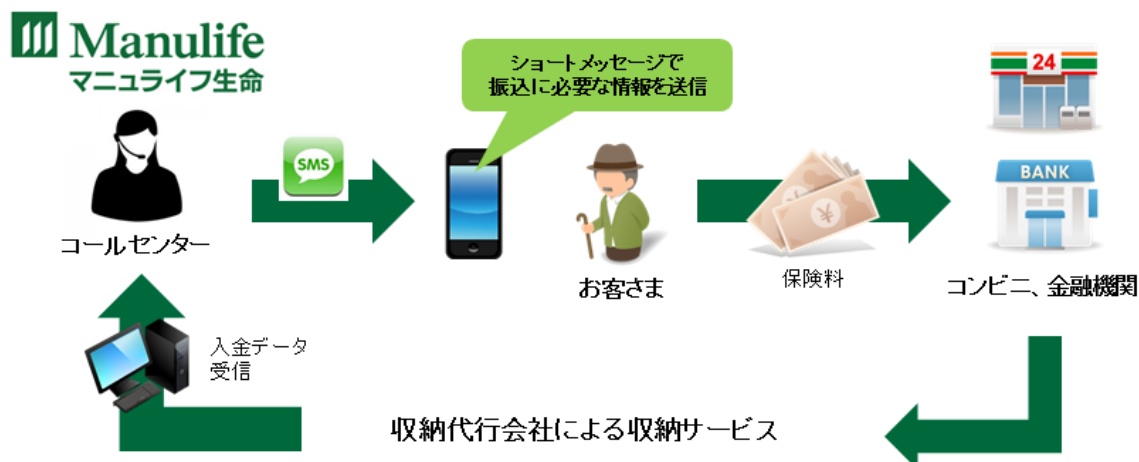 Manulife
マニュライフ生命
ショートメッセージで
振込に必要な情報を送信
24
SMS
BANK
コールセンター
お客さま
保険料
コンビニ、金融機関
入金データ
受信
収納代行会社による収納サービス